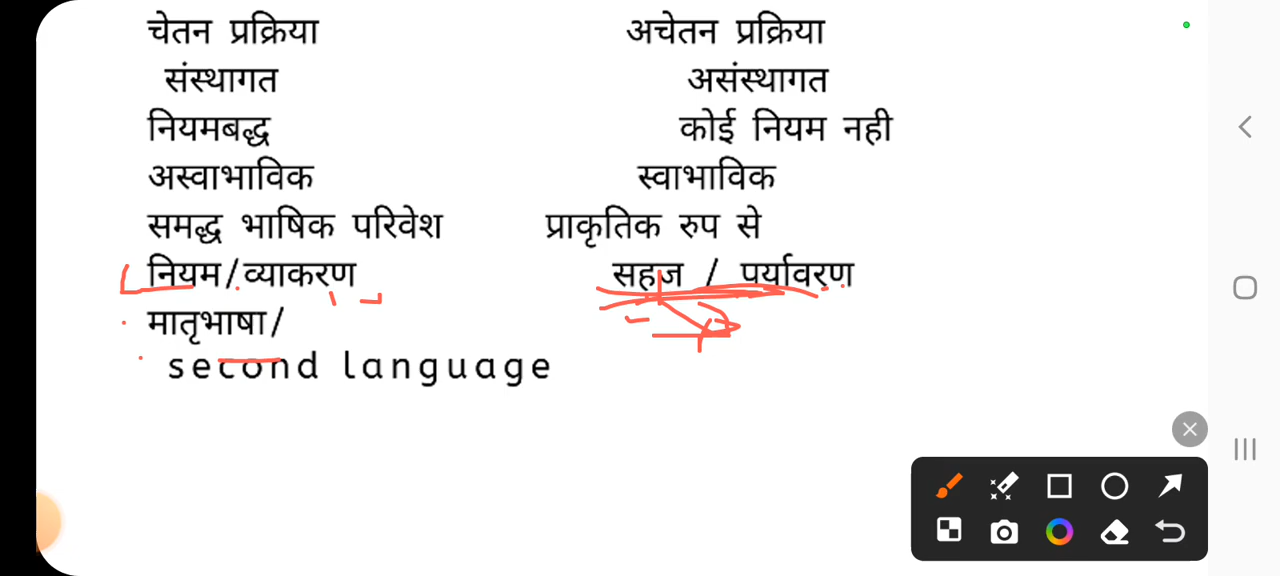 चेतन प्रक्रिया अचेतन प्रक्रिया
संस्थागत असंस्थागत
नियमबद्ध कोई नियम नही
अस्वाभाविक स्वाभाविक
समद्ध भाषिक परिवेश प्राकृतिक रुप से
नियम/व्याकरण सहज / पर्यावरण
मातृभाषा/
second language